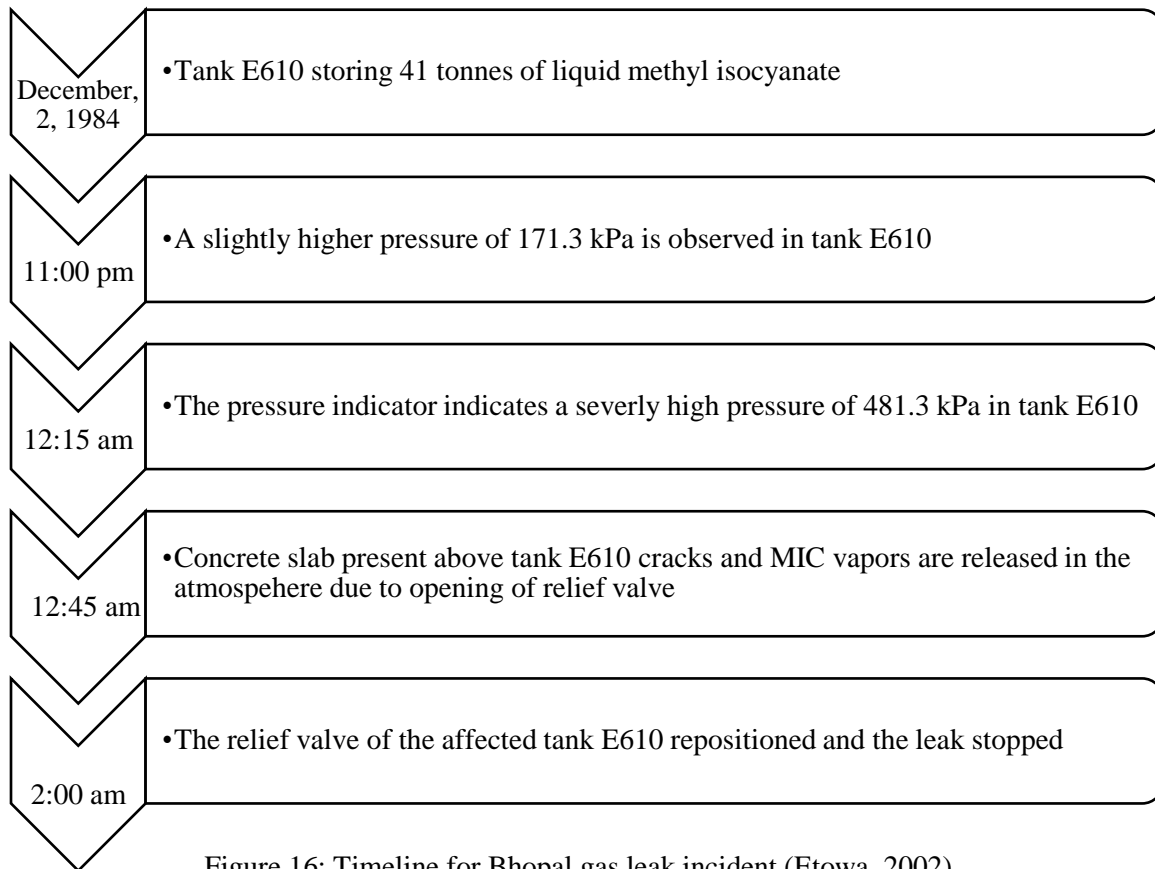 December,
2, 1984
•Tank E610 storing 41 tonnes of liquid methyl isocyanate
11:00 pm
•A slightly higher pressure of 171.3 kPa is observed in tank E610
12:15 am
•The pressure indicator indicates a severly high pressure of 481.3 kPa in tank E610
12:45 am
•Concrete slab present above tank E610 cracks and MIC vapors are released in the
atmospehere due to opening of relief valve
2:00 am
•The relief valve of the affected tank E610 repositioned and the leak stopped
Figure 16: Timeline for Bhopal gas leak incident (Etowa, 2002)